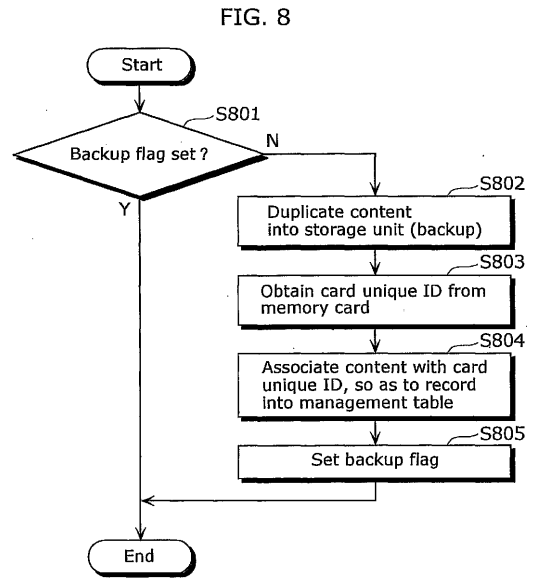 FIG. 8
Start
S801
Backup flag set ?
N
Y
S802
Duplicate content
into storage unit (backup)
S803
Obtain card unique ID from
memory card
S804
Associate content with card
unique ID, so as to record
into management table
S805
Set backup flag
End